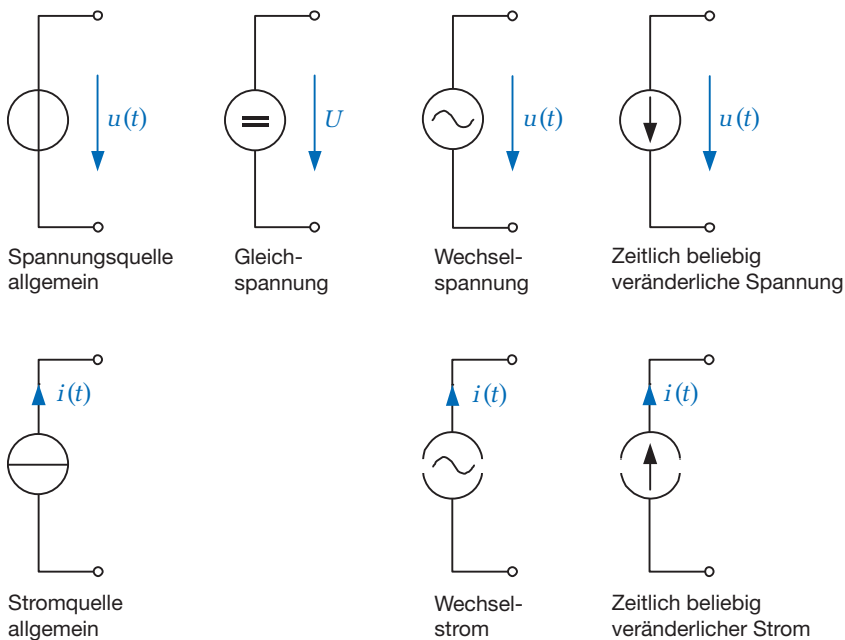 u(t)
U
u(t)
u(t)
Spannungsquelle
allgemein
Gleich-
spannung
Wechsel-
spannung
Zeitlich beliebig
veränderliche Spannung
i(t)
i(t)
i(t)
Stromquelle
allgemein
Wechsel-
strom
Zeitlich beliebig
veränderlicher Strom